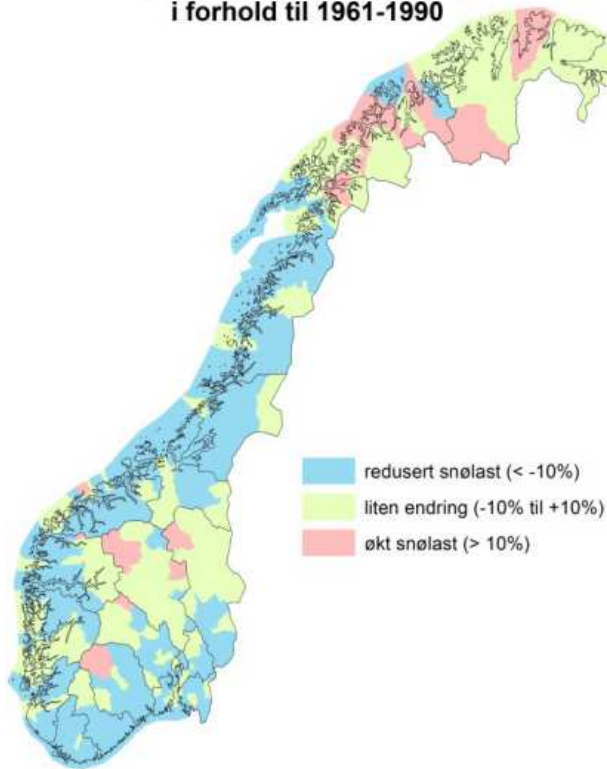 i forhold til 1961-1990
redusert snølast (< -10%)
liten endring (-10% til +10%)
økt snølast (> 10%)